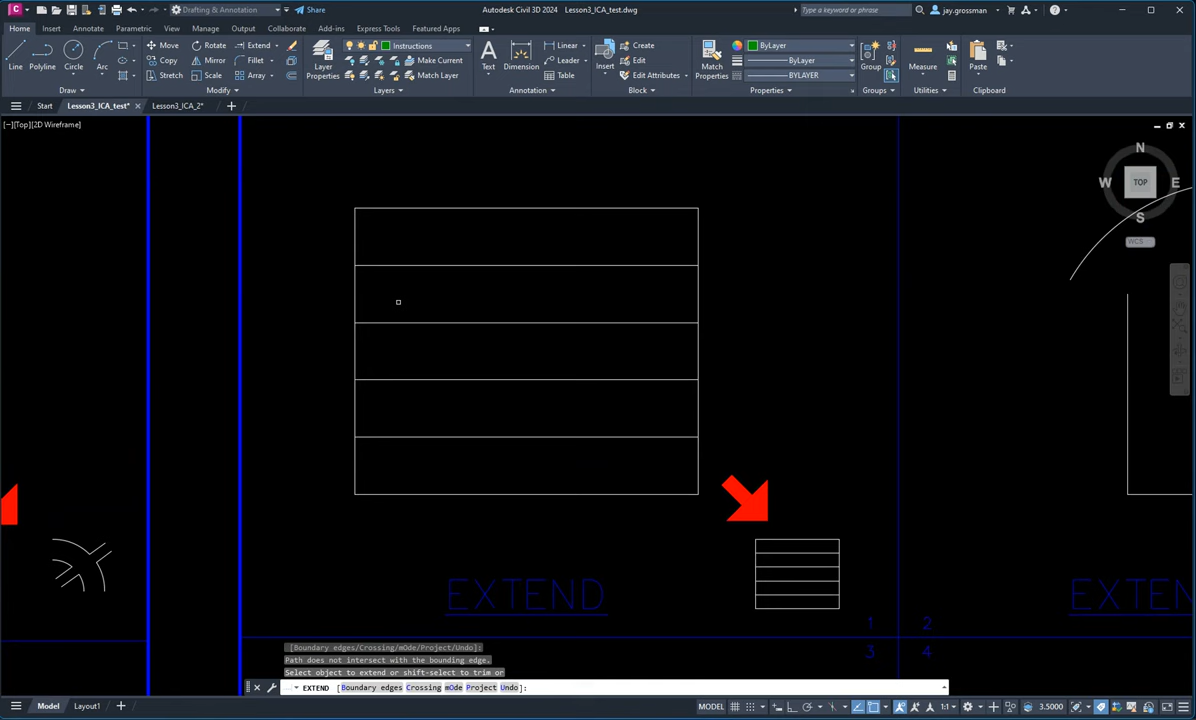 Autodesk Civil 3D 2024 Lesson3_ICA_test.dwg
Drafting & Annotation
Share
Type a keyword or phrase
jay.grossman
Home Insert Annotate Parametric View Manage Output Collaborate Add-ins Express Tools Featured Apps
Line Polyline Circle Arc
Draw
Move Rotate Extend
Copy Mirror Fillet
Stretch Scale Array
Modify
Layer Properties
Instructions
Make Current
Match Layer
Layers
Text Dimension
Linear
Leader
Table
Annotation
Insert
Create
Edit
Edit Attributes
Block
Match Properties
ByLayer
ByLayer
BYLAYER
Properties
Group
Groups
Measure
Utilities
Paste
Clipboard
Start Lesson3_ICA_test* Lesson3_ICA_2*
[−][Top][2D Wireframe]
N
W TOP E
S
WCS
EXTEND
EXTEN
1 2
3 4
[Boundary edges/Crossing/mOde/Project/Undo]:
Path does not intersect with the bounding edge.
Select object to extend or shift-select to trim or
EXTEND [Boundary edges Crossing mOde Project Undo]:
Model Layout1
MODEL
1:1
3.5000